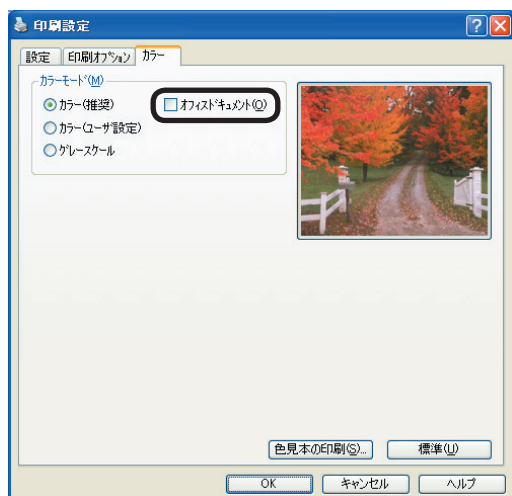 印刷設定
設定 印刷ｵﾌﾟｼｮﾝ ｶﾗｰ
ｶﾗｰﾓｰﾄﾞ(M)
ｶﾗｰ(推奨) ｵﾌｨｽﾄﾞｷｭﾒﾝﾄ(O)
ｶﾗｰ(ﾕｰｻﾞ設定)
ｸﾞﾚｰｽｹｰﾙ
色見本の印刷(S)... 標準(U)
OK キャンセル ヘルプ